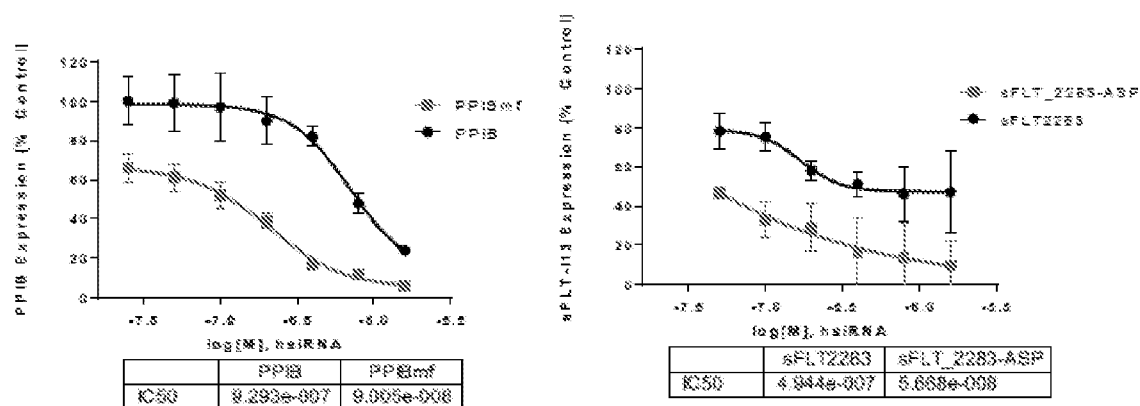 PPIB Expression (% Control)
120
100
80
60
40
20
0
-7.5 -7.0 -6.5 -6.0 -5.5
log[M], hsiRNA
PPIBmf
PPIB
PPIB PPIBmf
IC50 9.293e-007 9.005e-008
sFLT-i13 Expression (% Control)
120
100
80
60
40
20
0
-7.5 -7.0 -6.5 -6.0 -5.5
log[M], hsiRNA
sFLT_2283-ASP
sFLT2283
sFLT2283 sFLT_2283-ASP
IC50 4.944e-007 5.668e-008